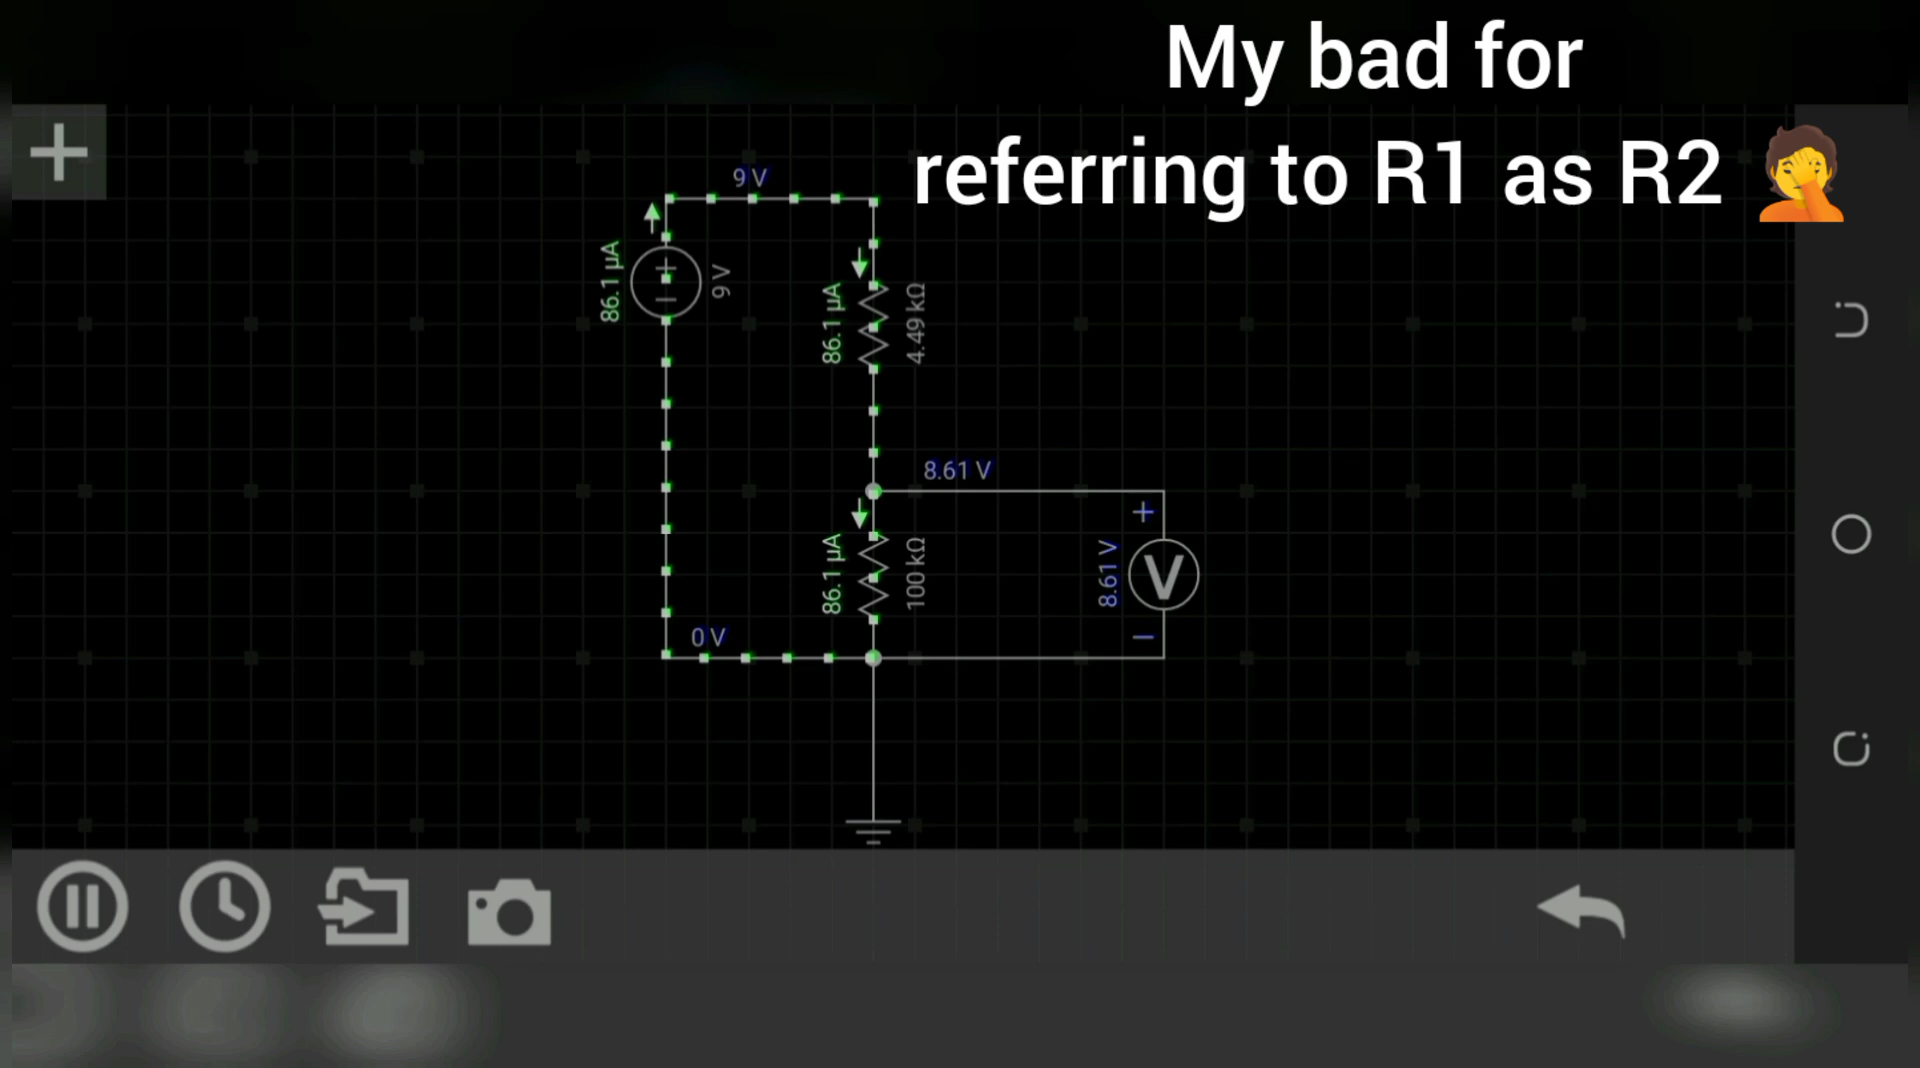 My bad for
referring to R1 as R2 🤦
9 V
86.1 µA
9 V
86.1 µA
4.49 kΩ
8.61 V
86.1 µA
100 kΩ
8.61 V
V
0 V